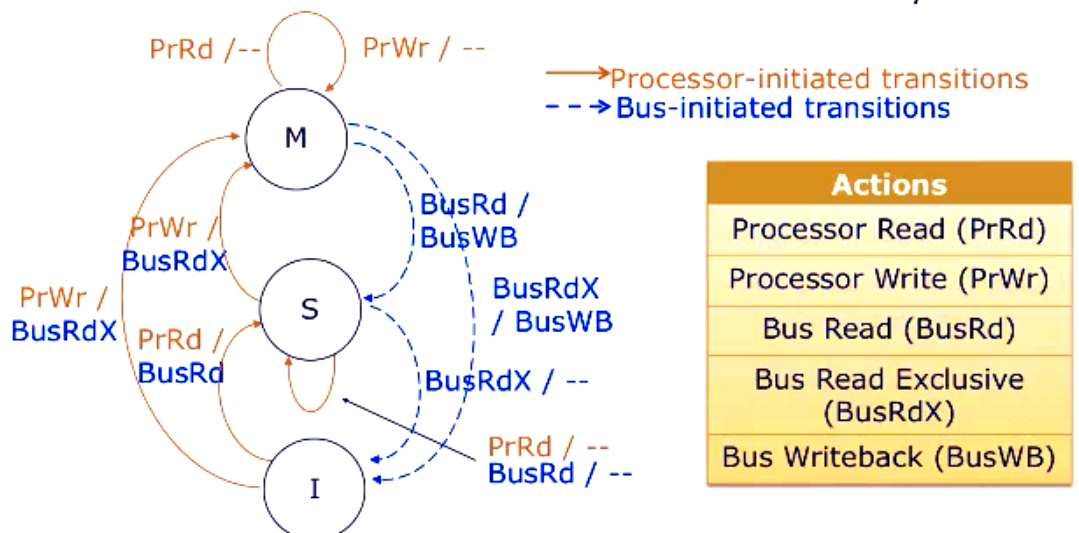 PrRd /--
PrWr / --
Processor-initiated transitions
Bus-initiated transitions
M
Actions
Processor Read (PrRd)
Processor Write (PrWr)
Bus Read (BusRd)
Bus Read Exclusive
(BusRdX)
Bus Writeback (BusWB)
BusRd /
BusWB
PrWr /
BusRdX
S
BusRdX
/ BusWB
PrWr /
BusRdX
PrRd /
BusRd
BusRdX / --
PrRd / --
BusRd / --
I